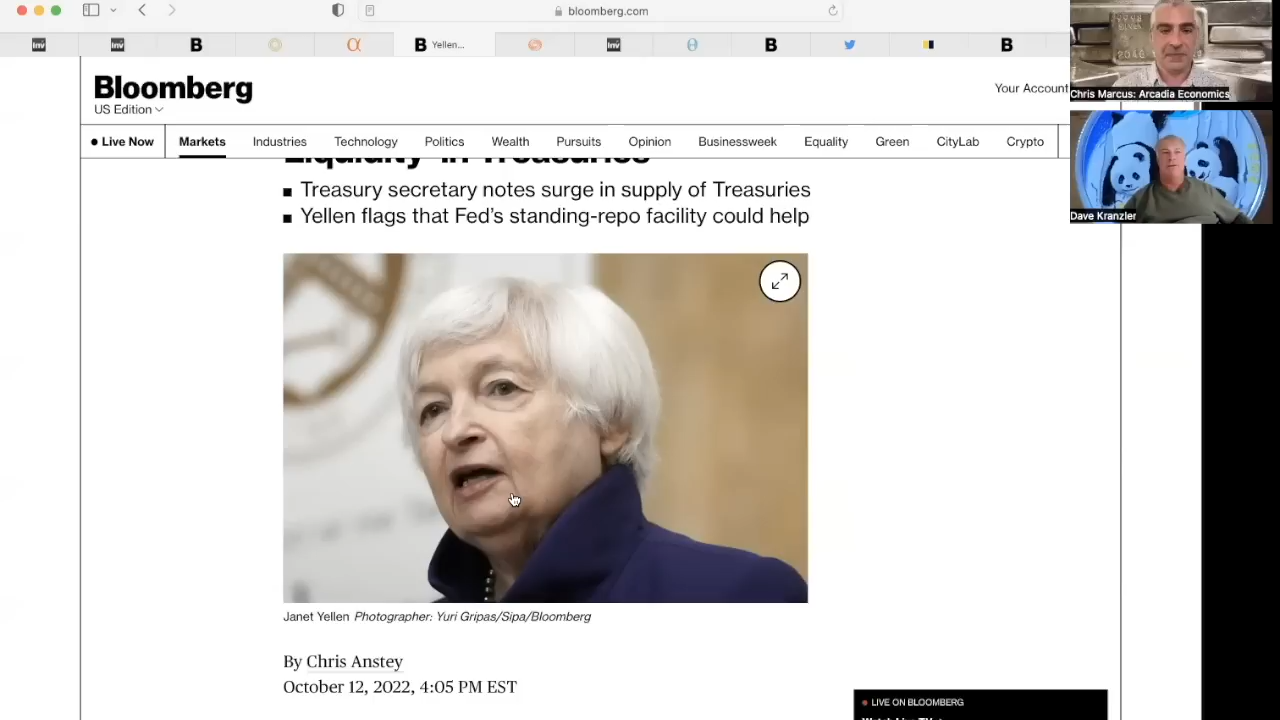 bloomberg.com
Inv
Inv
B
α
B Yellen...
Inv
B
B
Chris Marcus: Arcadia Economics
Bloomberg
US Edition
Your Account
Live Now
Markets
Industries
Technology
Politics
Wealth
Pursuits
Opinion
Businessweek
Equality
Green
CityLab
Crypto
Dave Kranzler
Liquidity in Treasuries
Treasury secretary notes surge in supply of Treasuries
Yellen flags that Fed's standing-repo facility could help
Janet Yellen Photographer: Yuri Gripas/Sipa/Bloomberg
By Chris Anstey
October 12, 2022, 4:05 PM EST
LIVE ON BLOOMBERG